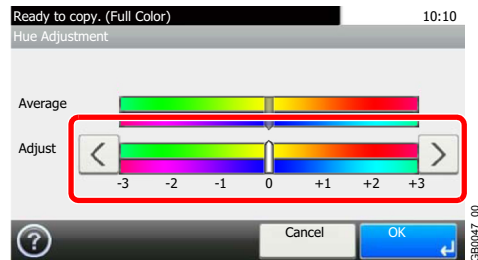 Ready to copy. (Full Color) 10:10
Hue Adjustment
Average
Adjust
-3 -2 -1 0 +1 +2 +3
? Cancel OK
GB0047_00